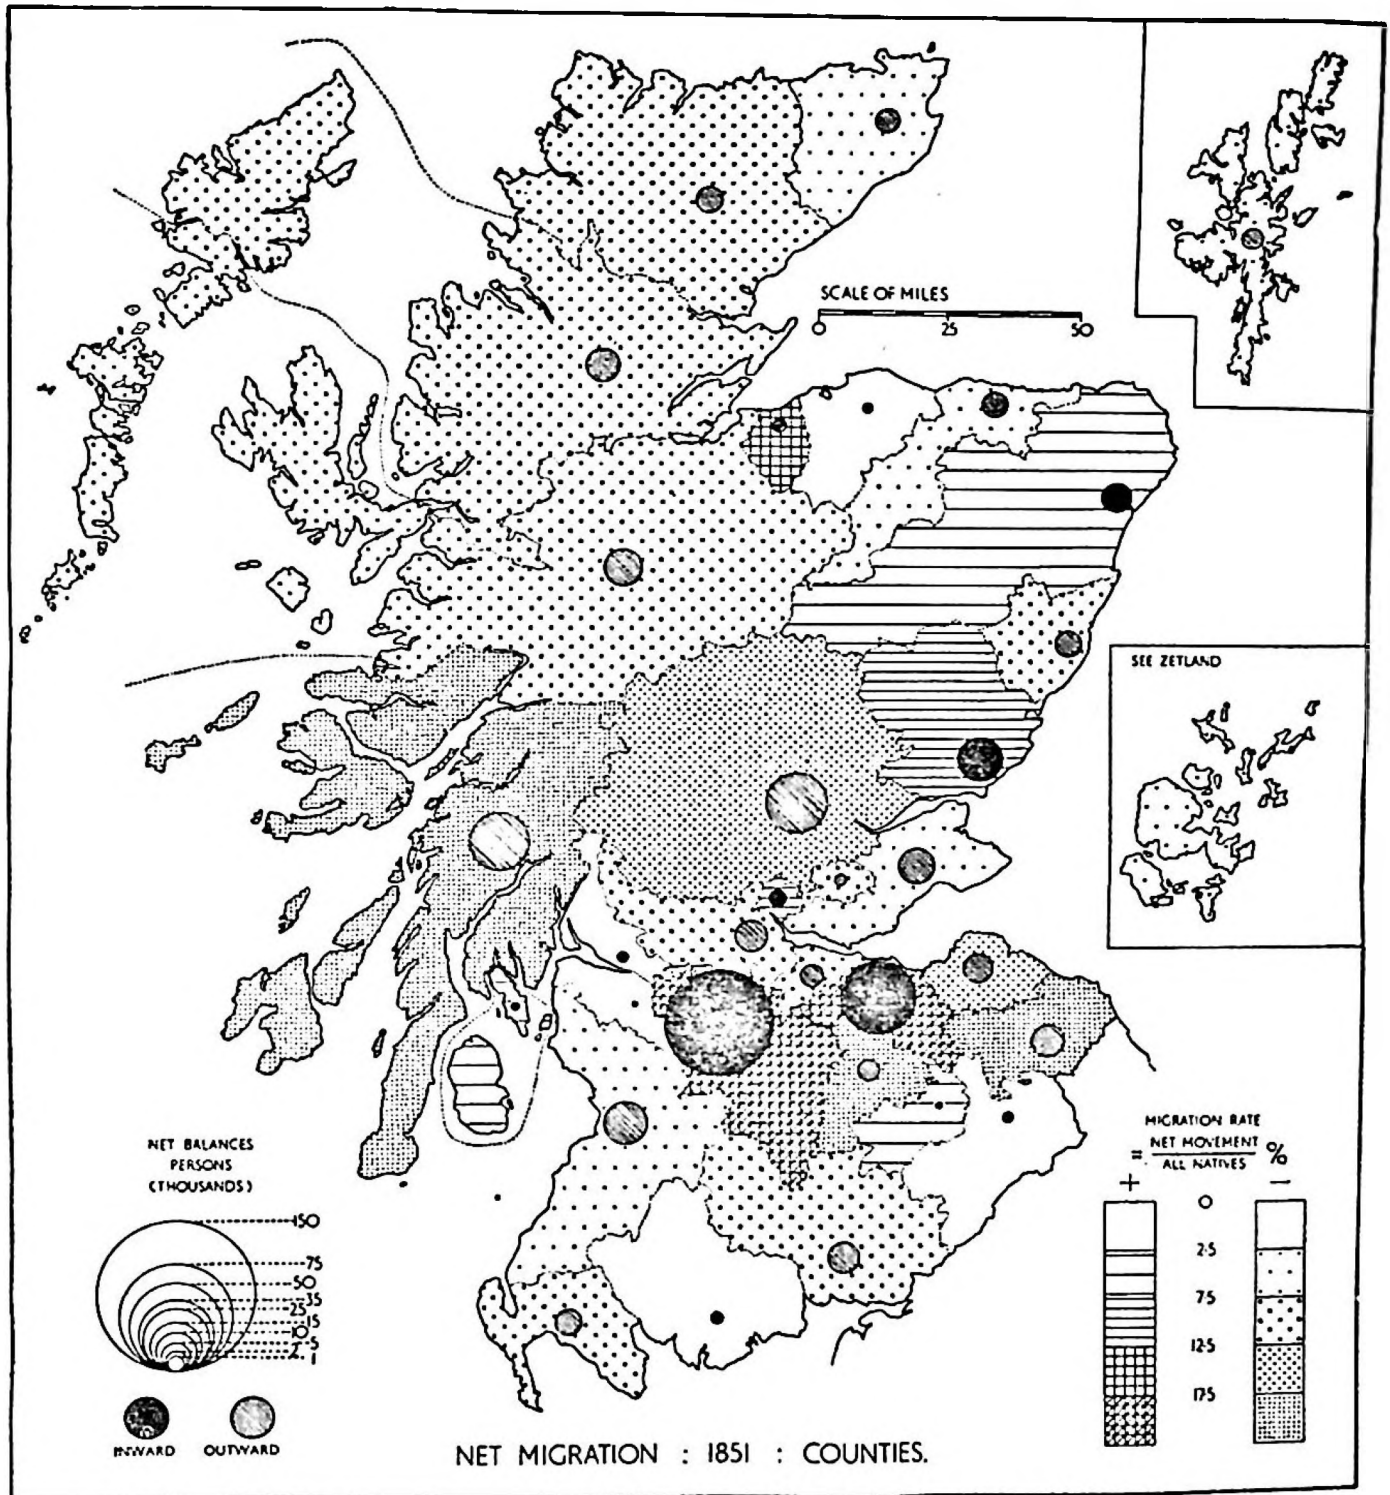 SCALE OF MILES
0 25 50
SEE ZETLAND
NET BALANCES
PERSONS
(THOUSANDS)
150
75
50
35
25
15
10
5
2
1
INWARD OUTWARD
MIGRATION RATE
= NET MOVEMENT %
ALL NATIVES
+ −
0
2·5
7·5
12·5
17·5
NET MIGRATION : 1851 : COUNTIES.